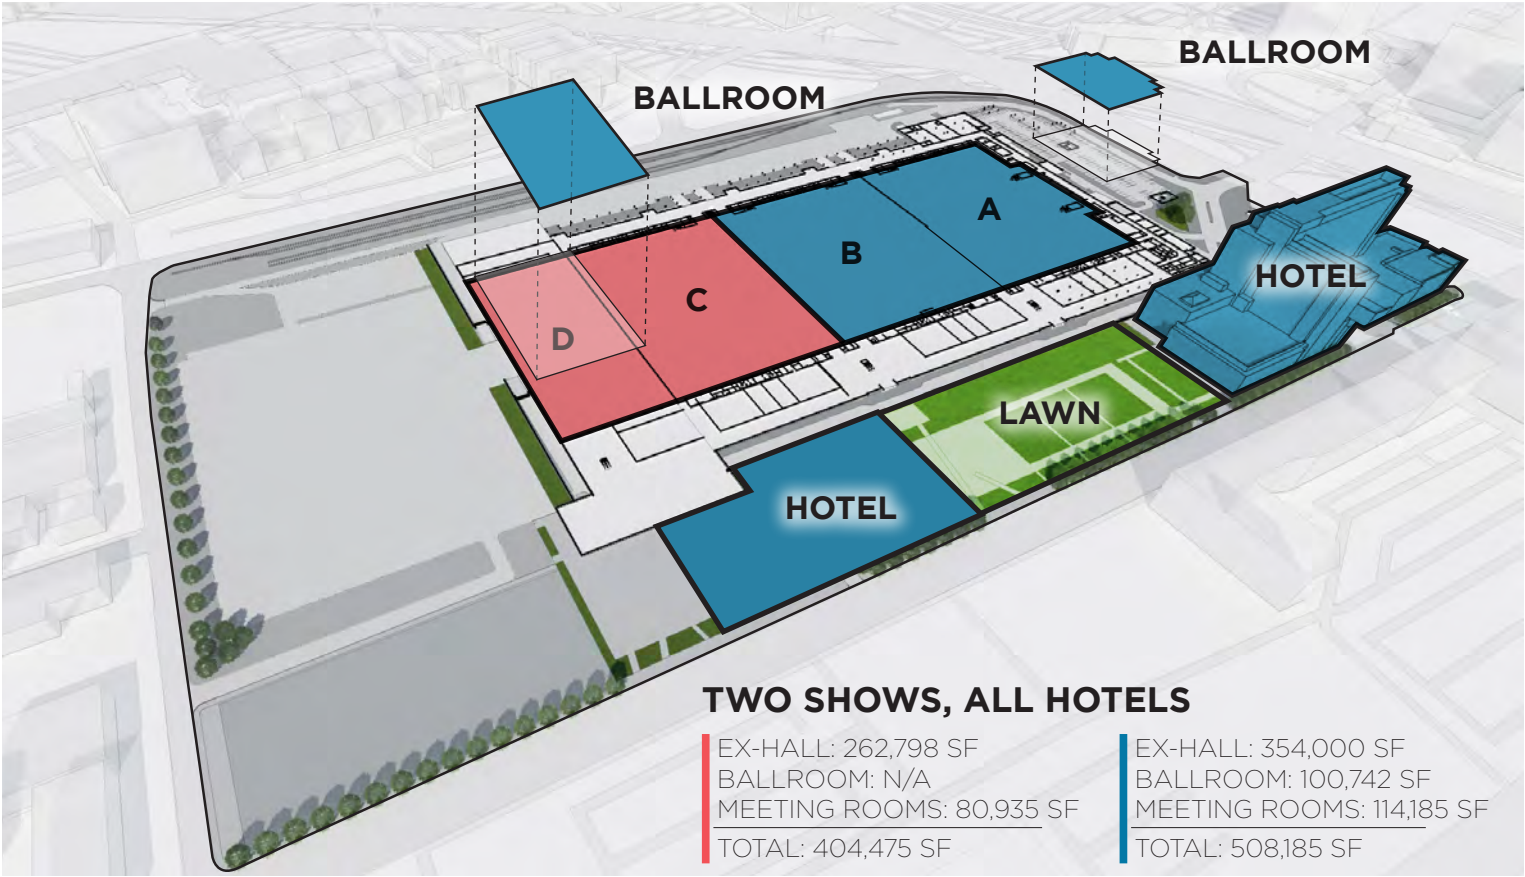 BALLROOM
BALLROOM
A
B
HOTEL
C
D
LAWN
HOTEL
TWO SHOWS, ALL HOTELS
EX-HALL: 262,798 SF
BALLROOM: N/A
MEETING ROOMS: 80,935 SF
TOTAL: 404,475 SF
EX-HALL: 354,000 SF
BALLROOM: 100,742 SF
MEETING ROOMS: 114,185 SF
TOTAL: 508,185 SF